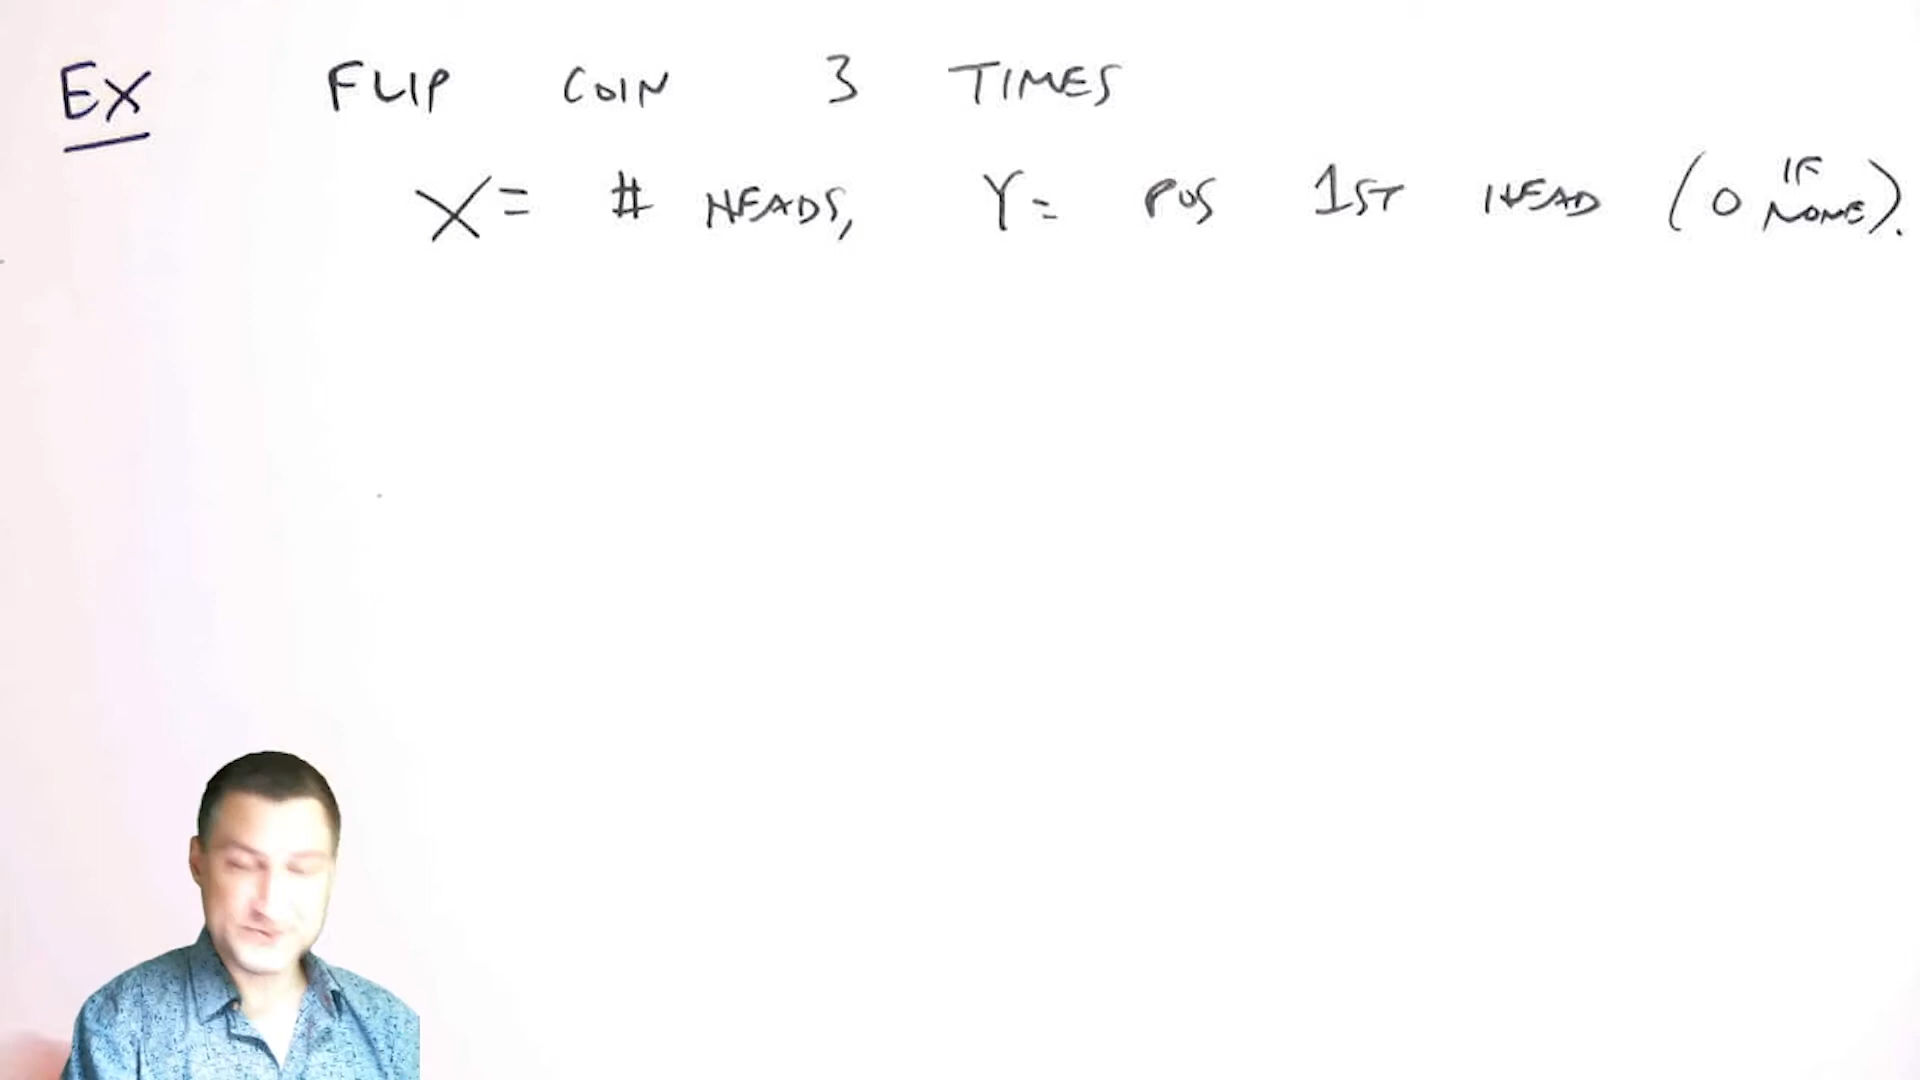 EX FLIP COIN 3 TIMES
X = # HEADS, Y = POS 1ST HEAD (0 IF NONE).